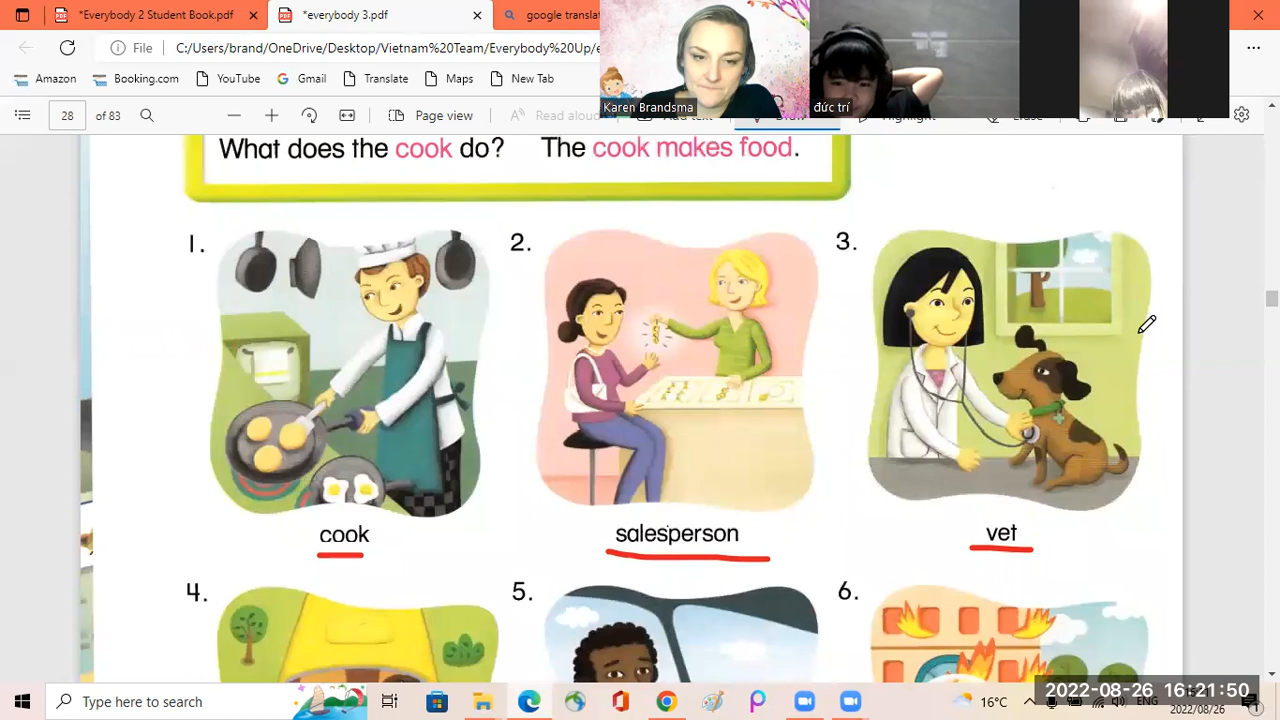 *Everybody 2 Student Book.pdf
*everybody 3.pdf
google translat
File
C:/Users/brand/OneDrive/Desktop/Vietnam%20Team/Everybody%20Up/e
Amazon
Booking.com
YouTube
Gmail
Translate
Maps
New Tab
Karen Brandsma
đức trí
28 of 83
Page view
Read aloud
What does the cook do? The cook makes food.
1.
2.
3.
cook
salesperson
vet
4.
5.
6.
Type here to search
16°C
ENG
2022-08-26 16:21:50
2022/08/26